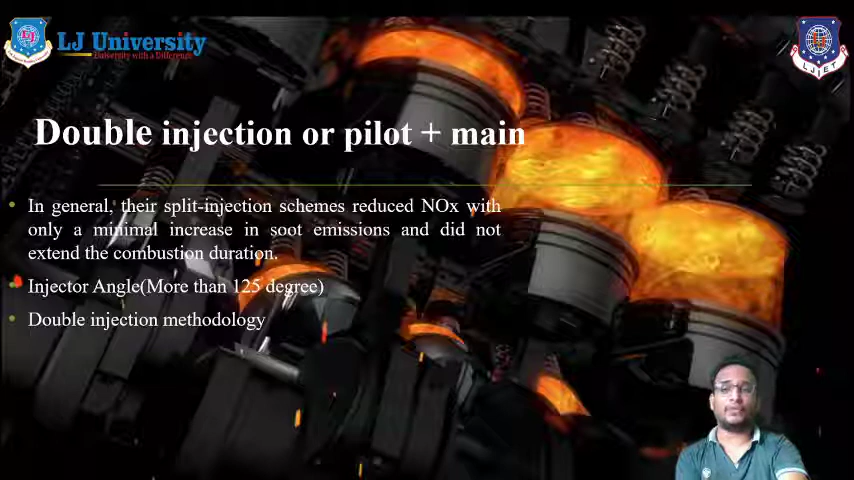 LJ University
University with a Difference
LJIET
Double injection or pilot + main
In general, their split-injection schemes reduced NOx with
only a minimal increase in soot emissions and did not
extend the combustion duration.
Injector Angle(More than 125 degree)
Double injection methodology